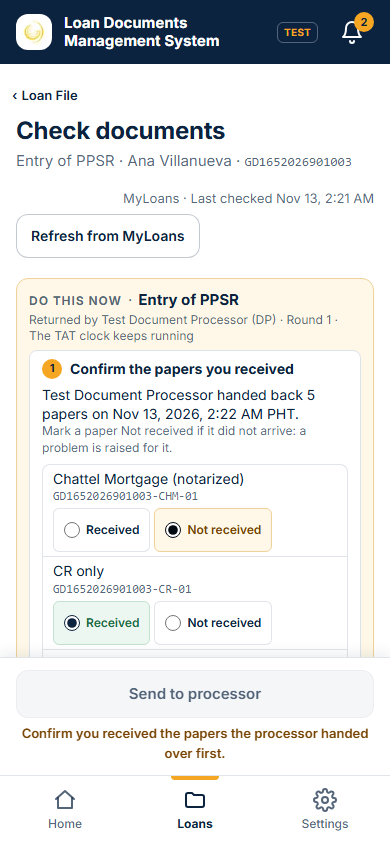 Loan Documents
Management System
TEST
2
‹ Loan File
Check documents
Entry of PPSR · Ana Villanueva · GD1652026901003
MyLoans · Last checked Nov 13, 2:21 AM
Refresh from MyLoans
DO THIS NOW · Entry of PPSR
Returned by Test Document Processor (DP) · Round 1 ·
The TAT clock keeps running
1 Confirm the papers you received
Test Document Processor handed back 5
papers on Nov 13, 2026, 2:22 AM PHT.
Mark a paper Not received if it did not arrive: a
problem is raised for it.
Chattel Mortgage (notarized)
GD1652026901003-CHM-01
Received Not received
CR only
GD1652026901003-CR-01
Received Not received
Send to processor
Confirm you received the papers the processor handed
over first.
Home Loans Settings